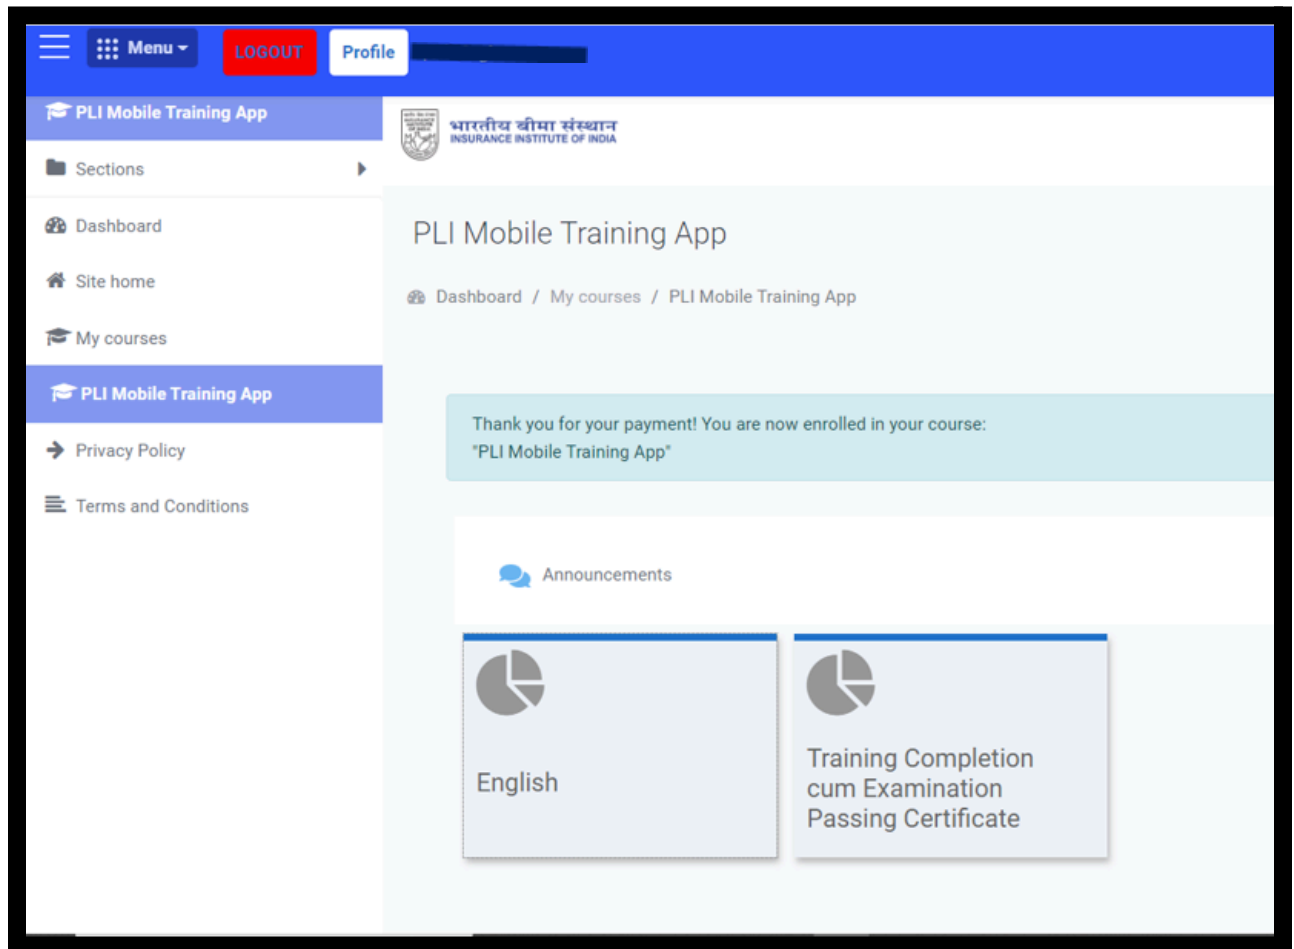 Menu
LOGOUT
Profile
PLI Mobile Training App
Sections
Dashboard
Site home
My courses
PLI Mobile Training App
Privacy Policy
Terms and Conditions
भारतीय बीमा संस्थान
INSURANCE INSTITUTE OF INDIA
PLI Mobile Training App
Dashboard / My courses / PLI Mobile Training App
Thank you for your payment! You are now enrolled in your course:
"PLI Mobile Training App"
Announcements
English
Training Completion
cum Examination
Passing Certificate